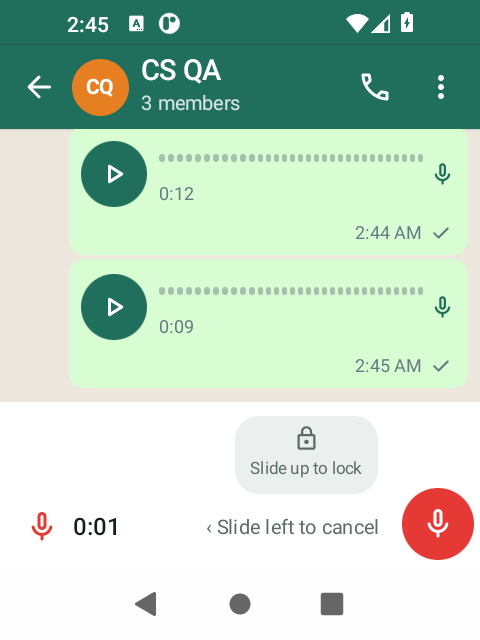 2:45
A
CQ
CS QA
3 members
0:12
2:44 AM
0:09
2:45 AM
Slide up to lock
0:01
‹ Slide left to cancel